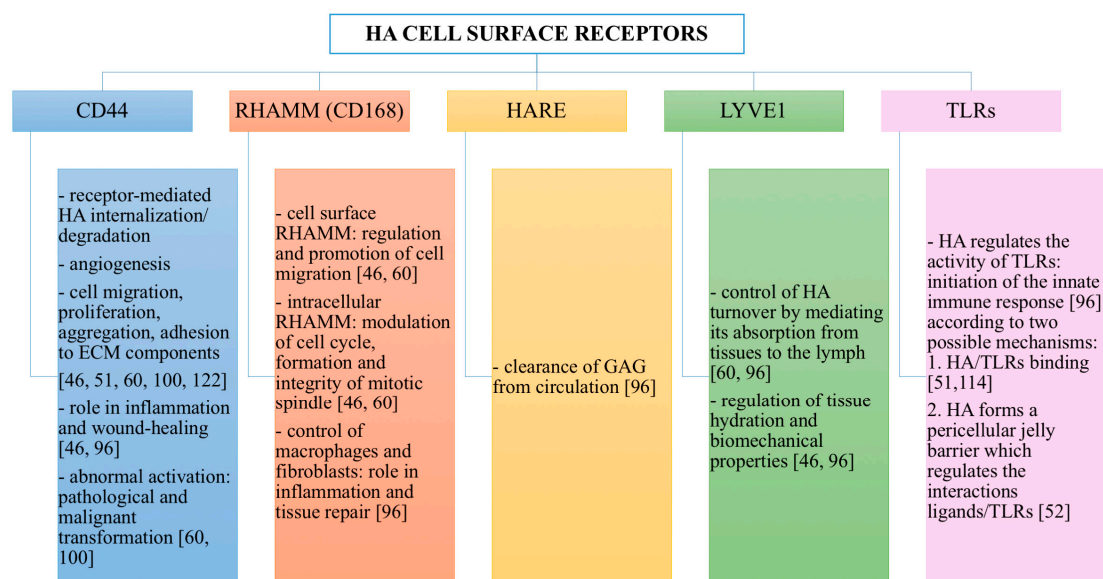 HA CELL SURFACE RECEPTORS
CD44
- receptor-mediated
HA internalization/
degradation
- angiogenesis
- cell migration,
proliferation,
aggregation, adhesion
to ECM components
[46, 51, 60, 100, 122]
- role in inflammation
and wound-healing
[46, 96]
- abnormal activation:
pathological and
malignant
transformation [60,
100]
RHAMM (CD168)
- cell surface
RHAMM: regulation
and promotion of cell
migration [46, 60]
- intracellular
RHAMM: modulation
of cell cycle,
formation and
integrity of mitotic
spindle [46, 60]
- control of
macrophages and
fibroblasts: role in
inflammation and
tissue repair [96]
HARE
- clearance of GAG
from circulation [96]
LYVE1
- control of HA
turnover by mediating
its absorption from
tissues to the lymph
[60, 96]
- regulation of tissue
hydration and
biomechanical
properties [46, 96]
TLRs
- HA regulates the
activity of TLRs:
initiation of the innate
immune response [96]
according to two
possible mechanisms:
1. HA/TLRs binding
[51,114]
2. HA forms a
pericellular jelly
barrier which
regulates the
interactions
ligands/TLRs [52]